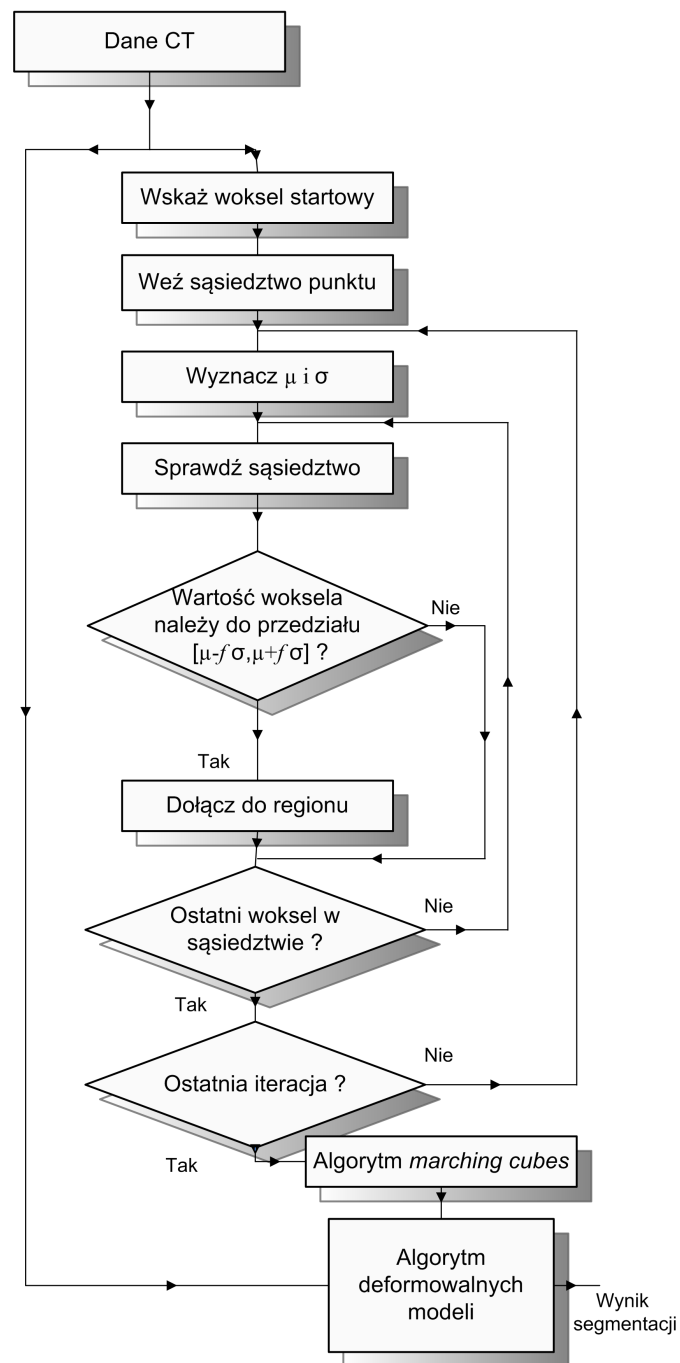 Dane CT
Wskaż woksel startowy
Weź sąsiedztwo punktu
Wyznacz μ i σ
Sprawdź sąsiedztwo
Wartość woksela
należy do przedziału
[μ-fσ,μ+fσ] ?
Nie
Tak
Dołącz do regionu
Ostatni woksel w
sąsiedztwie ?
Nie
Tak
Ostatnia iteracja ?
Nie
Tak
Algorytm marching cubes
Algorytm
deformowalnych
modeli
Wynik
segmentacji